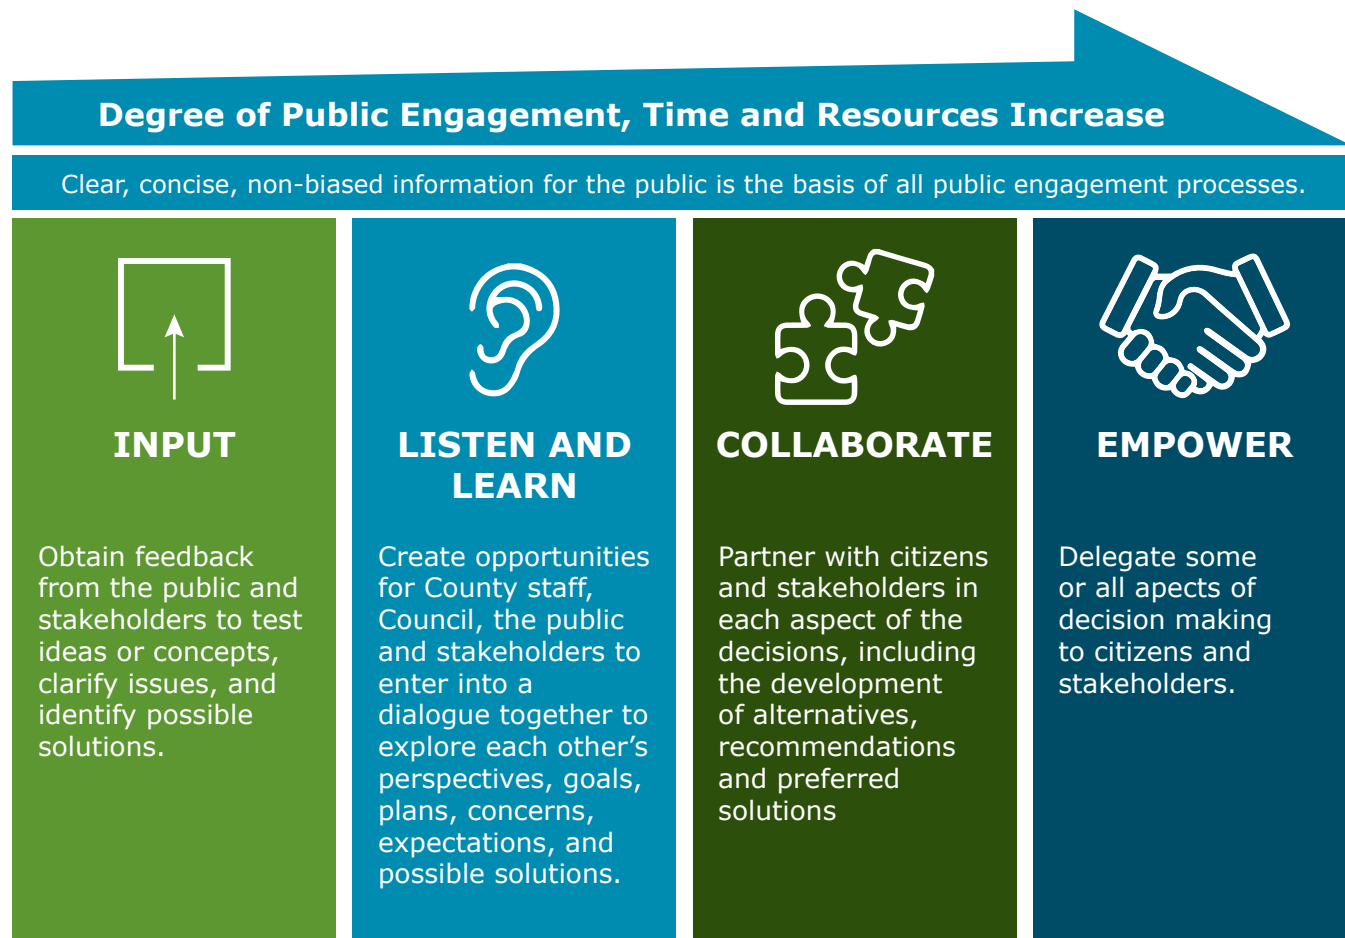 Degree of Public Engagement, Time and Resources Increase
Clear, concise, non-biased information for the public is the basis of all public engagement processes.
INPUT
Obtain feedback
from the public and
stakeholders to test
ideas or concepts,
clarify issues, and
identify possible
solutions.
LISTEN AND
LEARN
Create opportunities
for County staff,
Council, the public
and stakeholders to
enter into a
dialogue together to
explore each other’s
perspectives, goals,
plans, concerns,
expectations, and
possible solutions.
COLLABORATE
Partner with citizens
and stakeholders in
each aspect of the
decisions, including
the development
of alternatives,
recommendations
and preferred
solutions
EMPOWER
Delegate some
or all apects of
decision making
to citizens and
stakeholders.